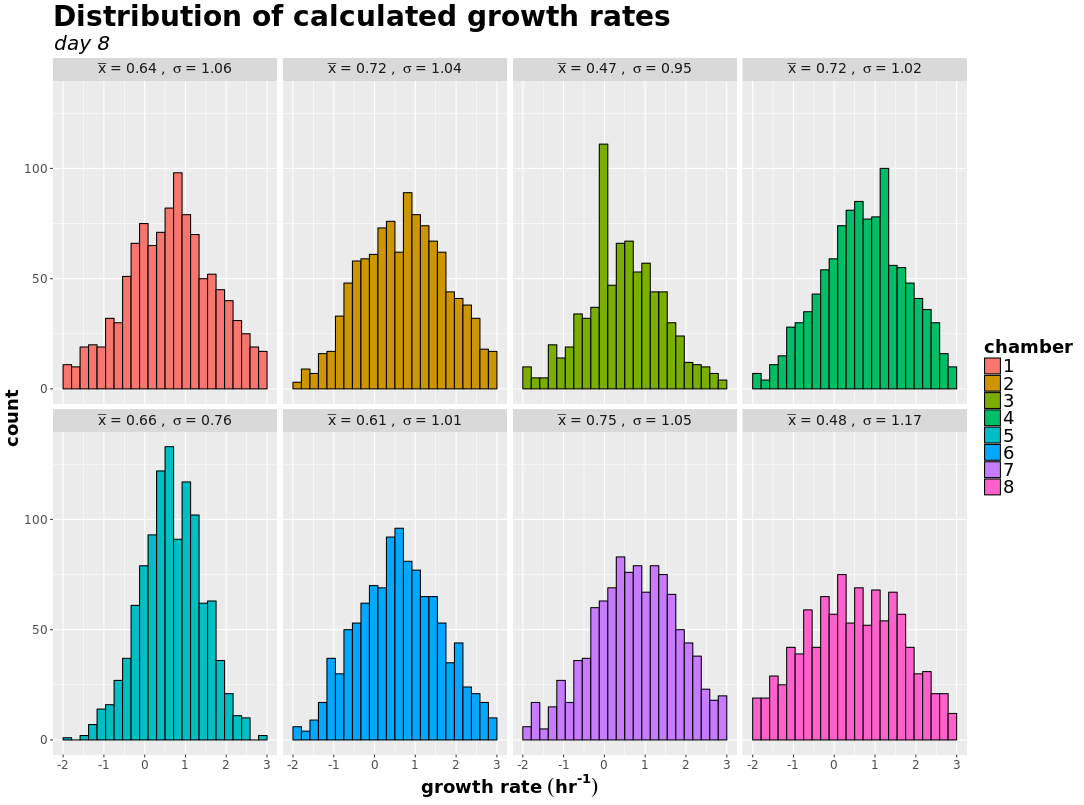 Distribution of calculated growth rates
day 8
x̅ = 0.64 , σ = 1.06
x̅ = 0.72 , σ = 1.04
x̅ = 0.47 , σ = 0.95
x̅ = 0.72 , σ = 1.02
100
50
0
x̅ = 0.66 , σ = 0.76
x̅ = 0.61 , σ = 1.01
x̅ = 0.75 , σ = 1.05
x̅ = 0.48 , σ = 1.17
100
50
0
-2 -1 0 1 2 3
-2 -1 0 1 2 3
-2 -1 0 1 2 3
-2 -1 0 1 2 3
growth rate (hr⁻¹)
count
chamber
1
2
3
4
5
6
7
8